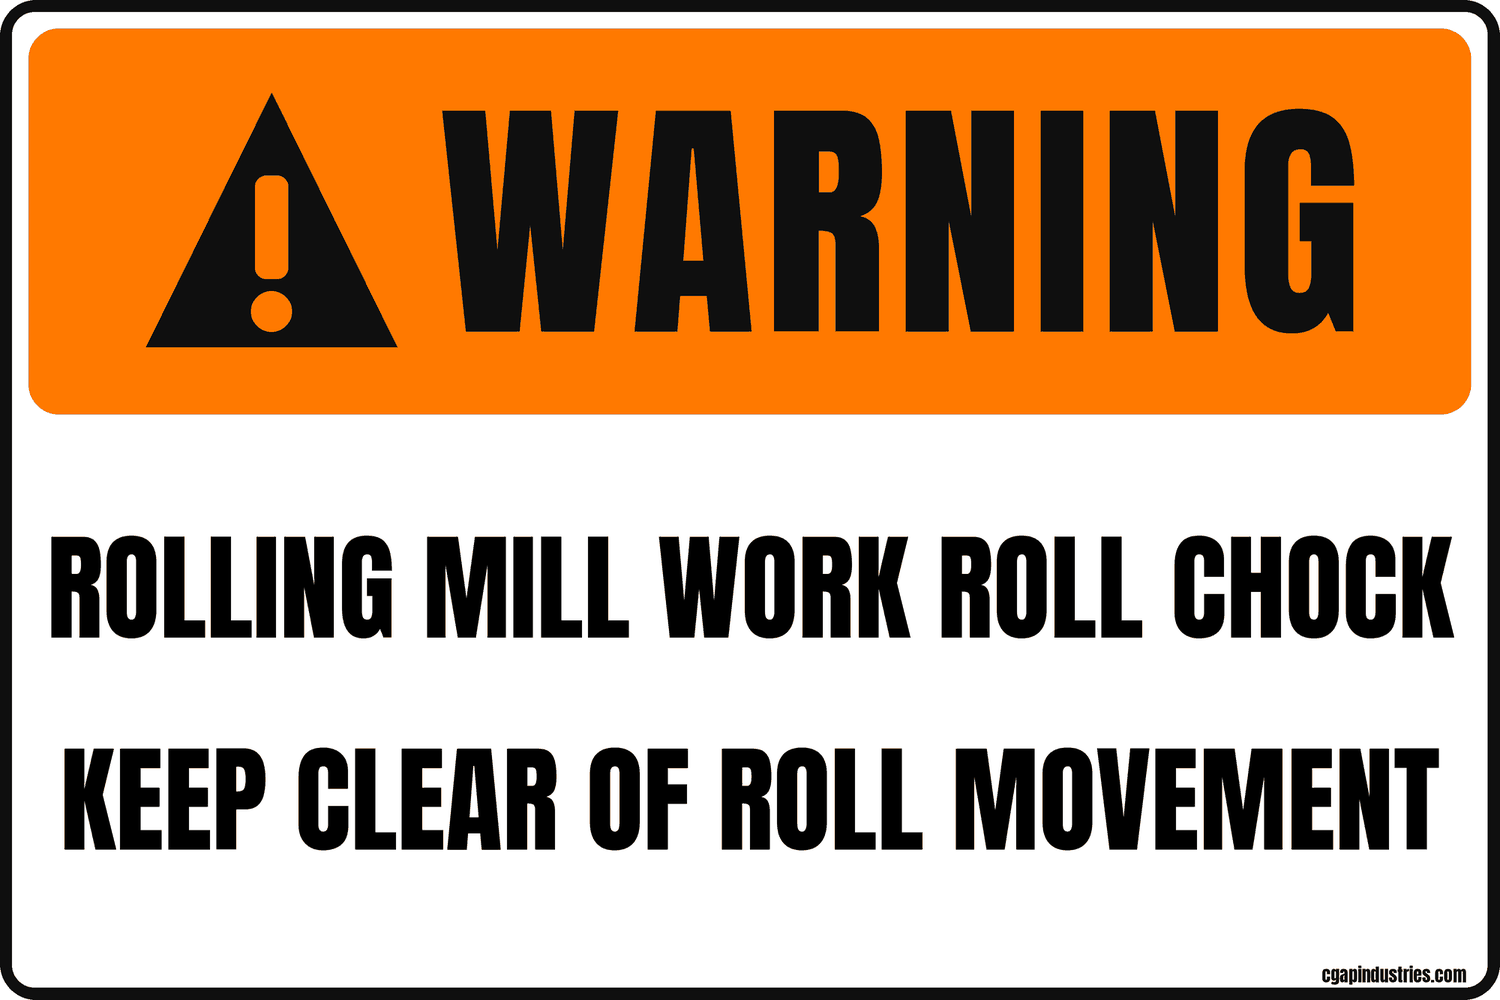 WARNING
ROLLING MILL WORK ROLL CHOCK
KEEP CLEAR OF ROLL MOVEMENT
cgapindustries.com